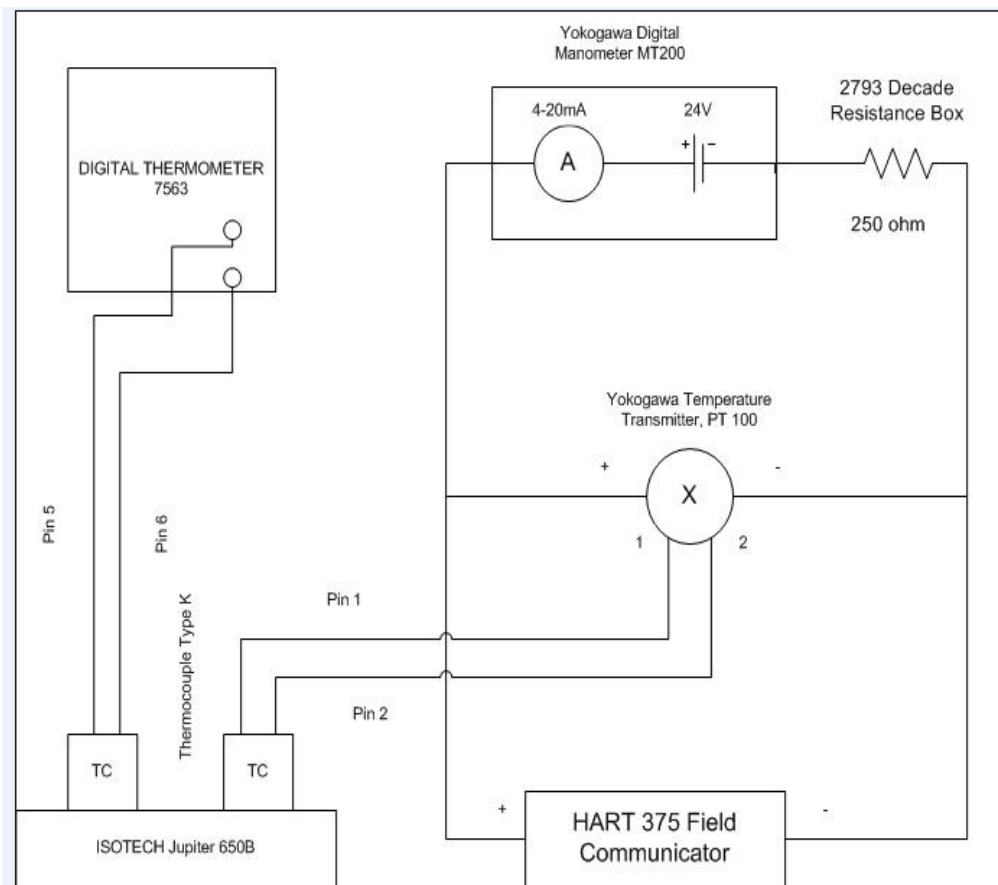 Yokogawa Digital
Manometer MT200
2793 Decade
Resistance Box
4-20mA
24V
+
-
A
DIGITAL THERMOMETER
7563
250 ohm
Yokogawa Temperature
Transmitter, PT 100
+
-
X
1
2
Pin 5
Pin 6
Thermocouple Type K
Pin 1
Pin 2
TC
TC
ISOTECH Jupiter 650B
+
-
HART 375 Field
Communicator